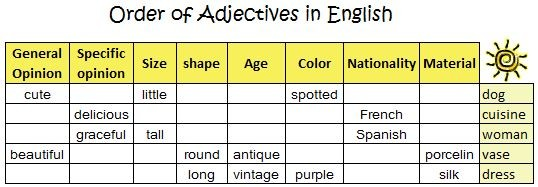 Order of Adjectives in English
General Opinion Specific opinion Size shape Age Color Nationality Material
cute little spotted dog
delicious French cuisine
graceful tall Spanish woman
beautiful round antique porcelin vase
long vintage purple silk dress